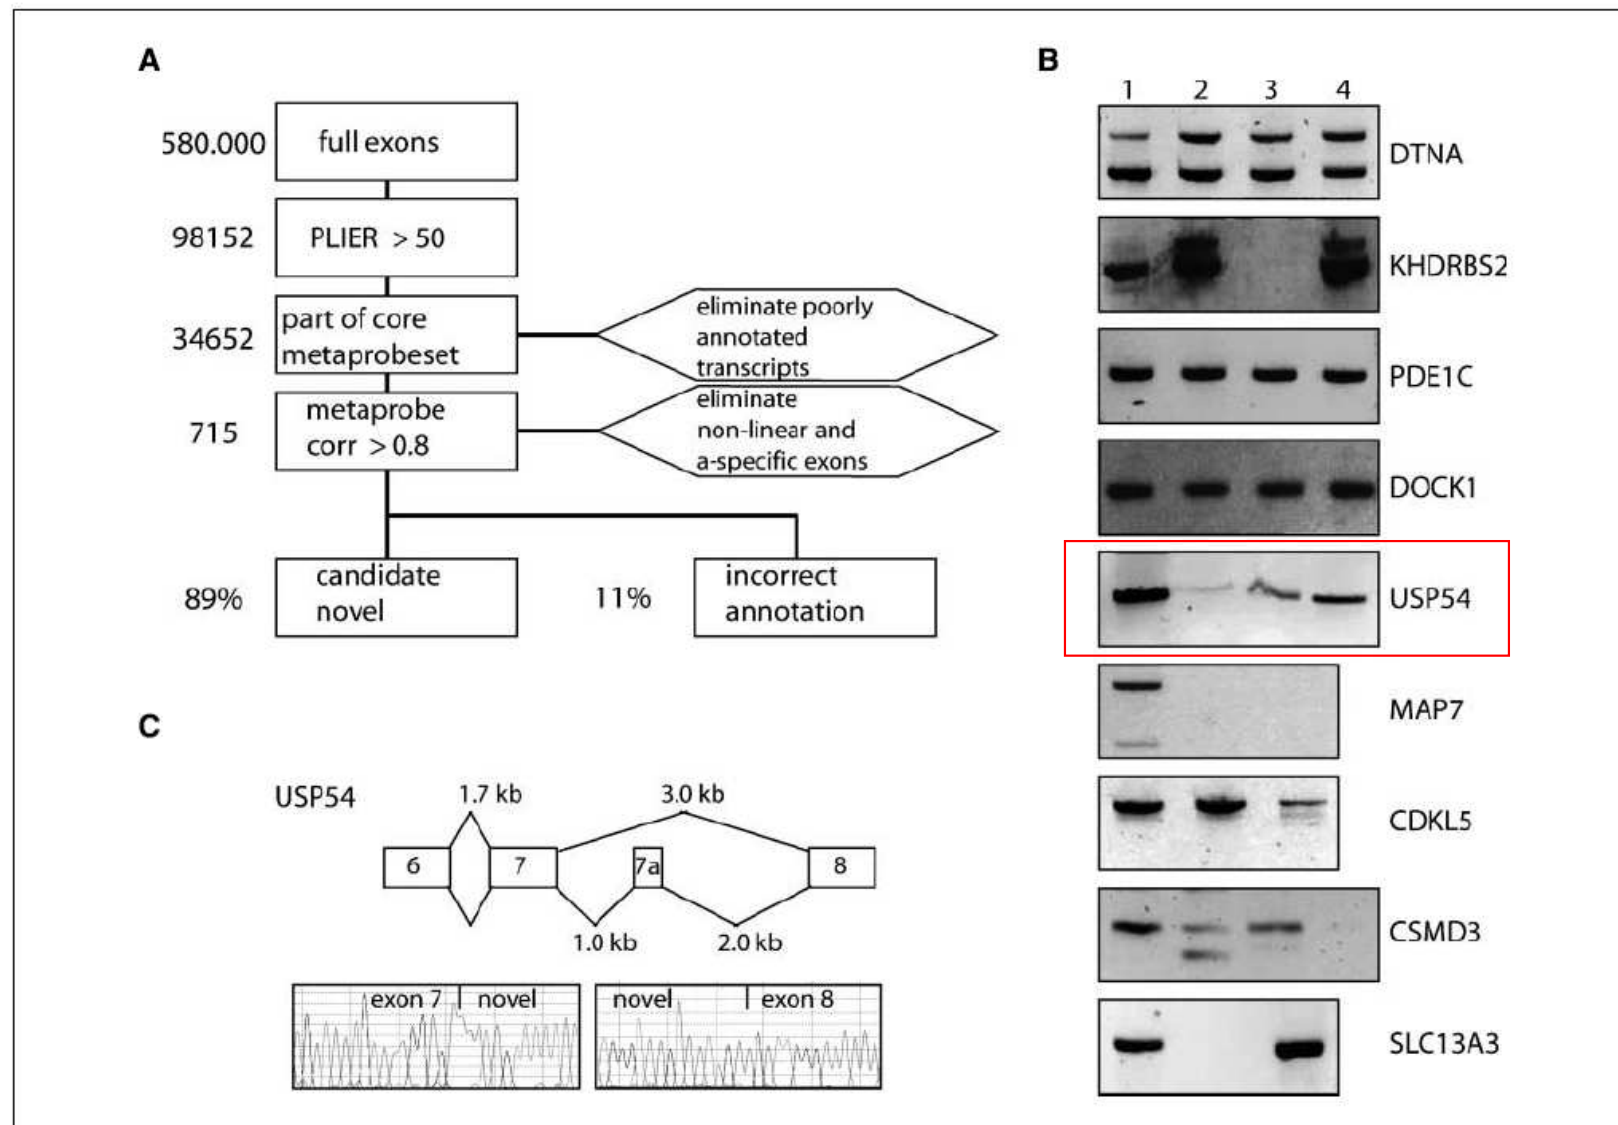 A
580.000
full exons
98152
PLIER > 50
34652
part of core
metaprobeset
eliminate poorly
annotated
transcripts
715
metaprobe
corr > 0.8
eliminate
non-linear and
a-specific exons
89%
candidate
novel
11%
incorrect
annotation
B
1 2 3 4
DTNA
KHDRBS2
PDE1C
DOCK1
USP54
MAP7
CDKL5
CSMD3
SLC13A3
C
USP54
1.7 kb
3.0 kb
6
7
7a
8
1.0 kb
2.0 kb
exon 7 | novel
novel | exon 8